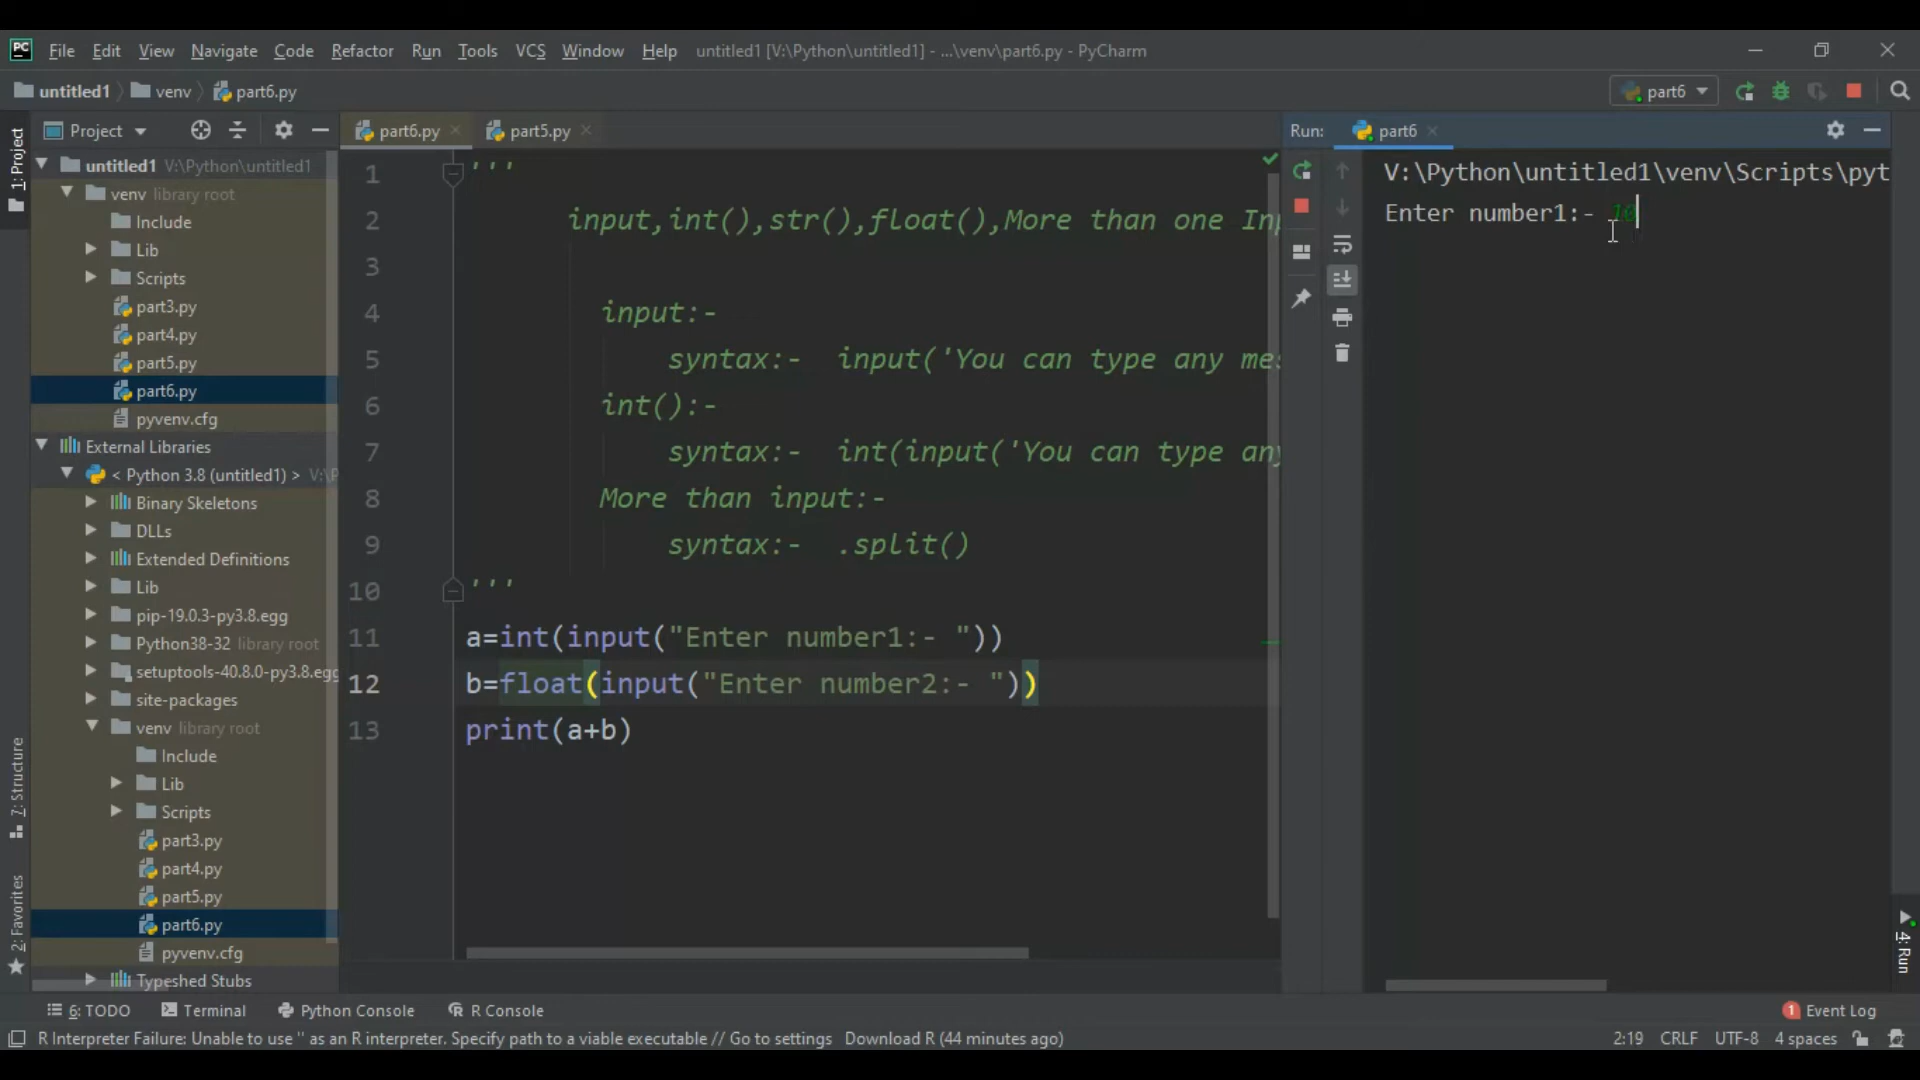 PC File Edit View Navigate Code Refactor Run Tools VCS Window Help untitled1 [V:\Python\untitled1] - ...\venv\part6.py - PyCharm
untitled1 venv part6.py part6
1: Project
Project
untitled1 V:\Python\untitled1
venv library root
Include
Lib
Scripts
part3.py
part4.py
part5.py
part6.py
pyvenv.cfg
External Libraries
< Python 3.8 (untitled1) >
Binary Skeletons
DLLs
Extended Definitions
Lib
pip-19.0.3-py3.8.egg
Python38-32 library root
setuptools-40.8.0-py3.8.egg
site-packages
venv library root
Include
Lib
Scripts
part3.py
part4.py
part5.py
part6.py
pyvenv.cfg
Typeshed Stubs
7: Structure
2: Favorites
part6.py part5.py
1 '''
2 input,int(),str(),float(),More than one
3
4 input:-
5 syntax:- input('You can type any
6 int():-
7 syntax:- int(input('You can type
8 More than input:-
9 syntax:- .split()
10 '''
11 a=int(input("Enter number1:- "))
12 b=float(input("Enter number2:- "))
13 print(a+b)
Run: part6
V:\Python\untitled1\venv\Scripts\pyt
Enter number1:- 10
4: Run
6: TODO Terminal Python Console R Console 1 Event Log
R Interpreter Failure: Unable to use '' as an R interpreter. Specify path to a viable executable // Go to settings Download R (44 minutes ago) 2:19 CRLF UTF-8 4 spaces